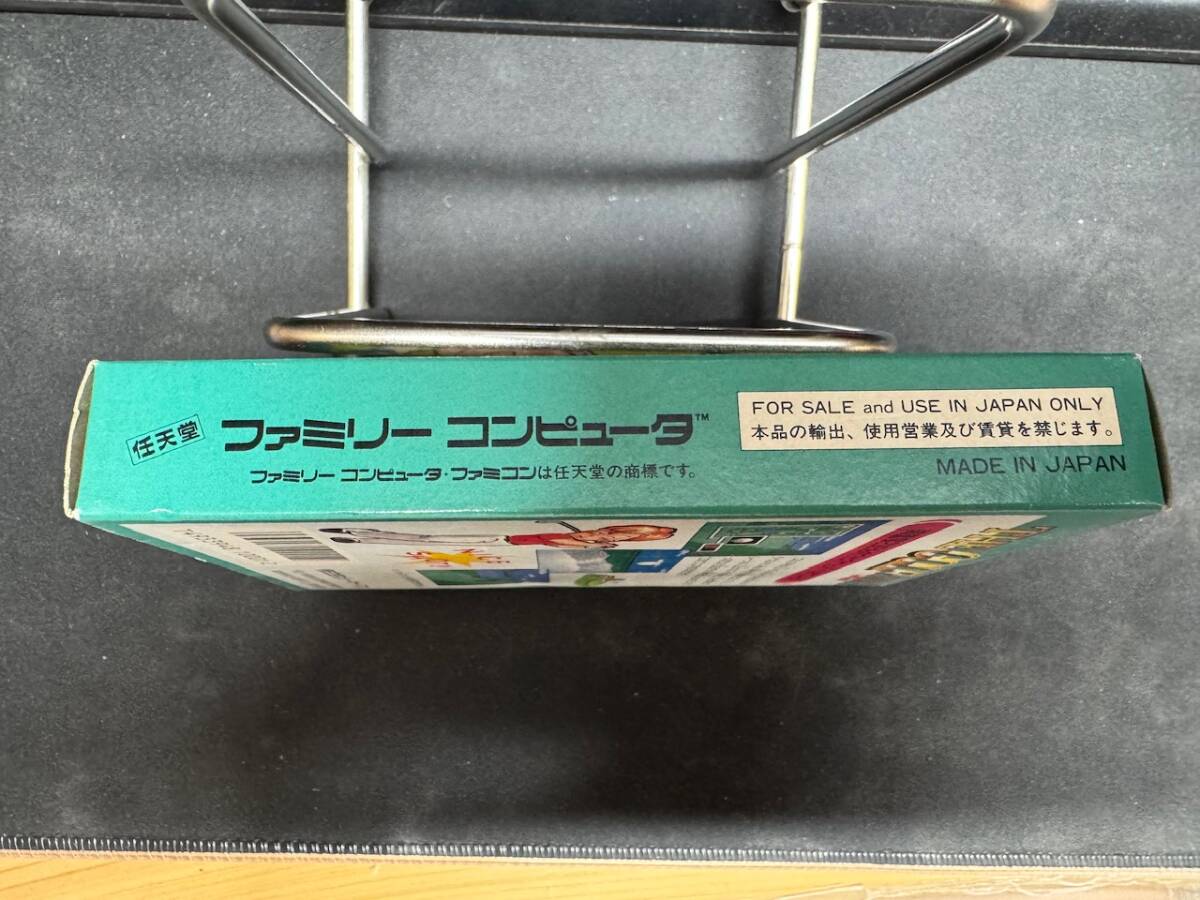 任天堂
ファミリー コンピュータ™
ファミリー コンピュータ・ファミコンは任天堂の商標です。
FOR SALE and USE IN JAPAN ONLY
本品の輸出、使用営業及び賃貸を禁じます。
MADE IN JAPAN